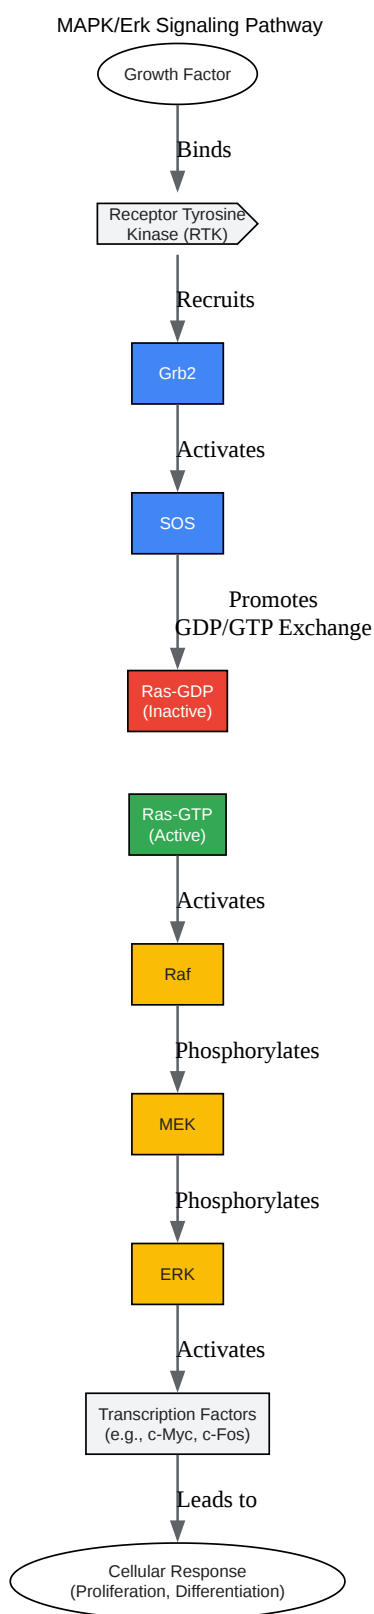 MAPK/Erk Signaling Pathway
Growth Factor
Binds
Receptor Tyrosine
Kinase (RTK)
Recruits
Grb2
Activates
SOS
Promotes
GDP/GTP Exchange
Ras-GDP
(Inactive)
Ras-GTP
(Active)
Activates
Raf
Phosphorylates
MEK
Phosphorylates
ERK
Activates
Transcription Factors
(e.g., c-Myc, c-Fos)
Leads to
Cellular Response
(Proliferation, Differentiation)